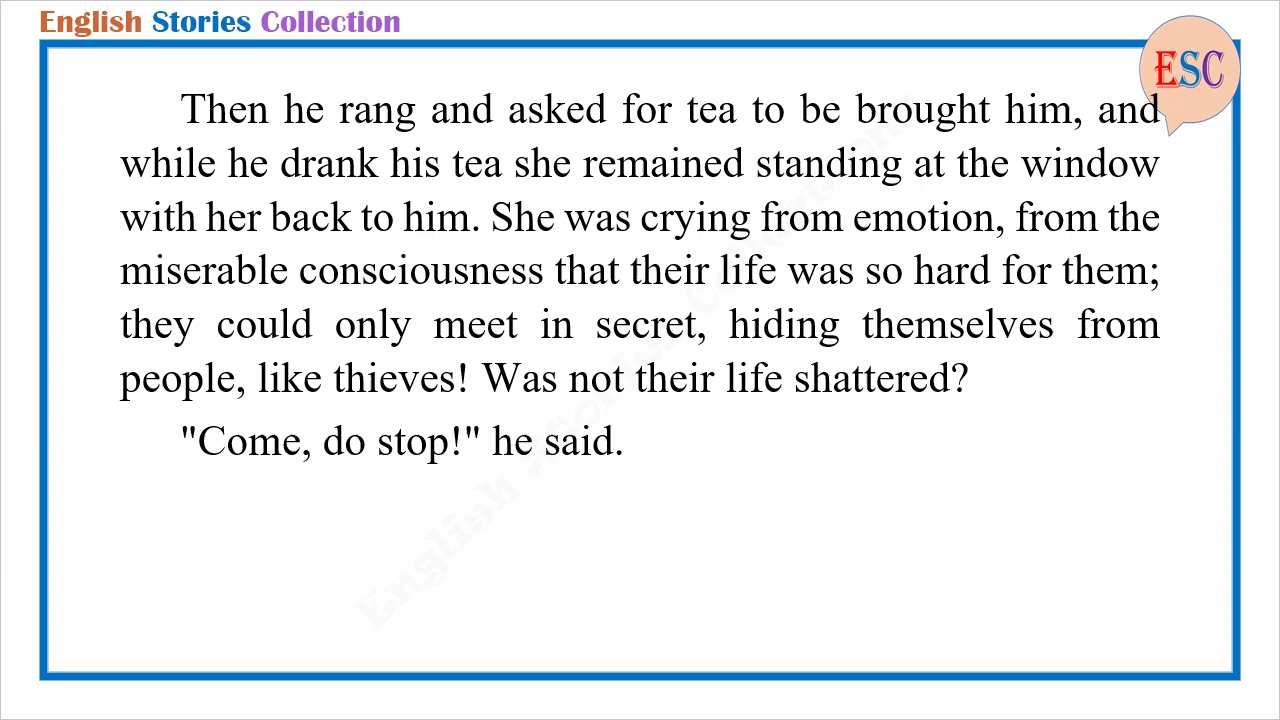 English Stories Collection
ESC
Then he rang and asked for tea to be brought him, and
while he drank his tea she remained standing at the window
with her back to him. She was crying from emotion, from the
miserable consciousness that their life was so hard for them;
they could only meet in secret, hiding themselves from
people, like thieves! Was not their life shattered?
"Come, do stop!" he said.
English Stories Collection